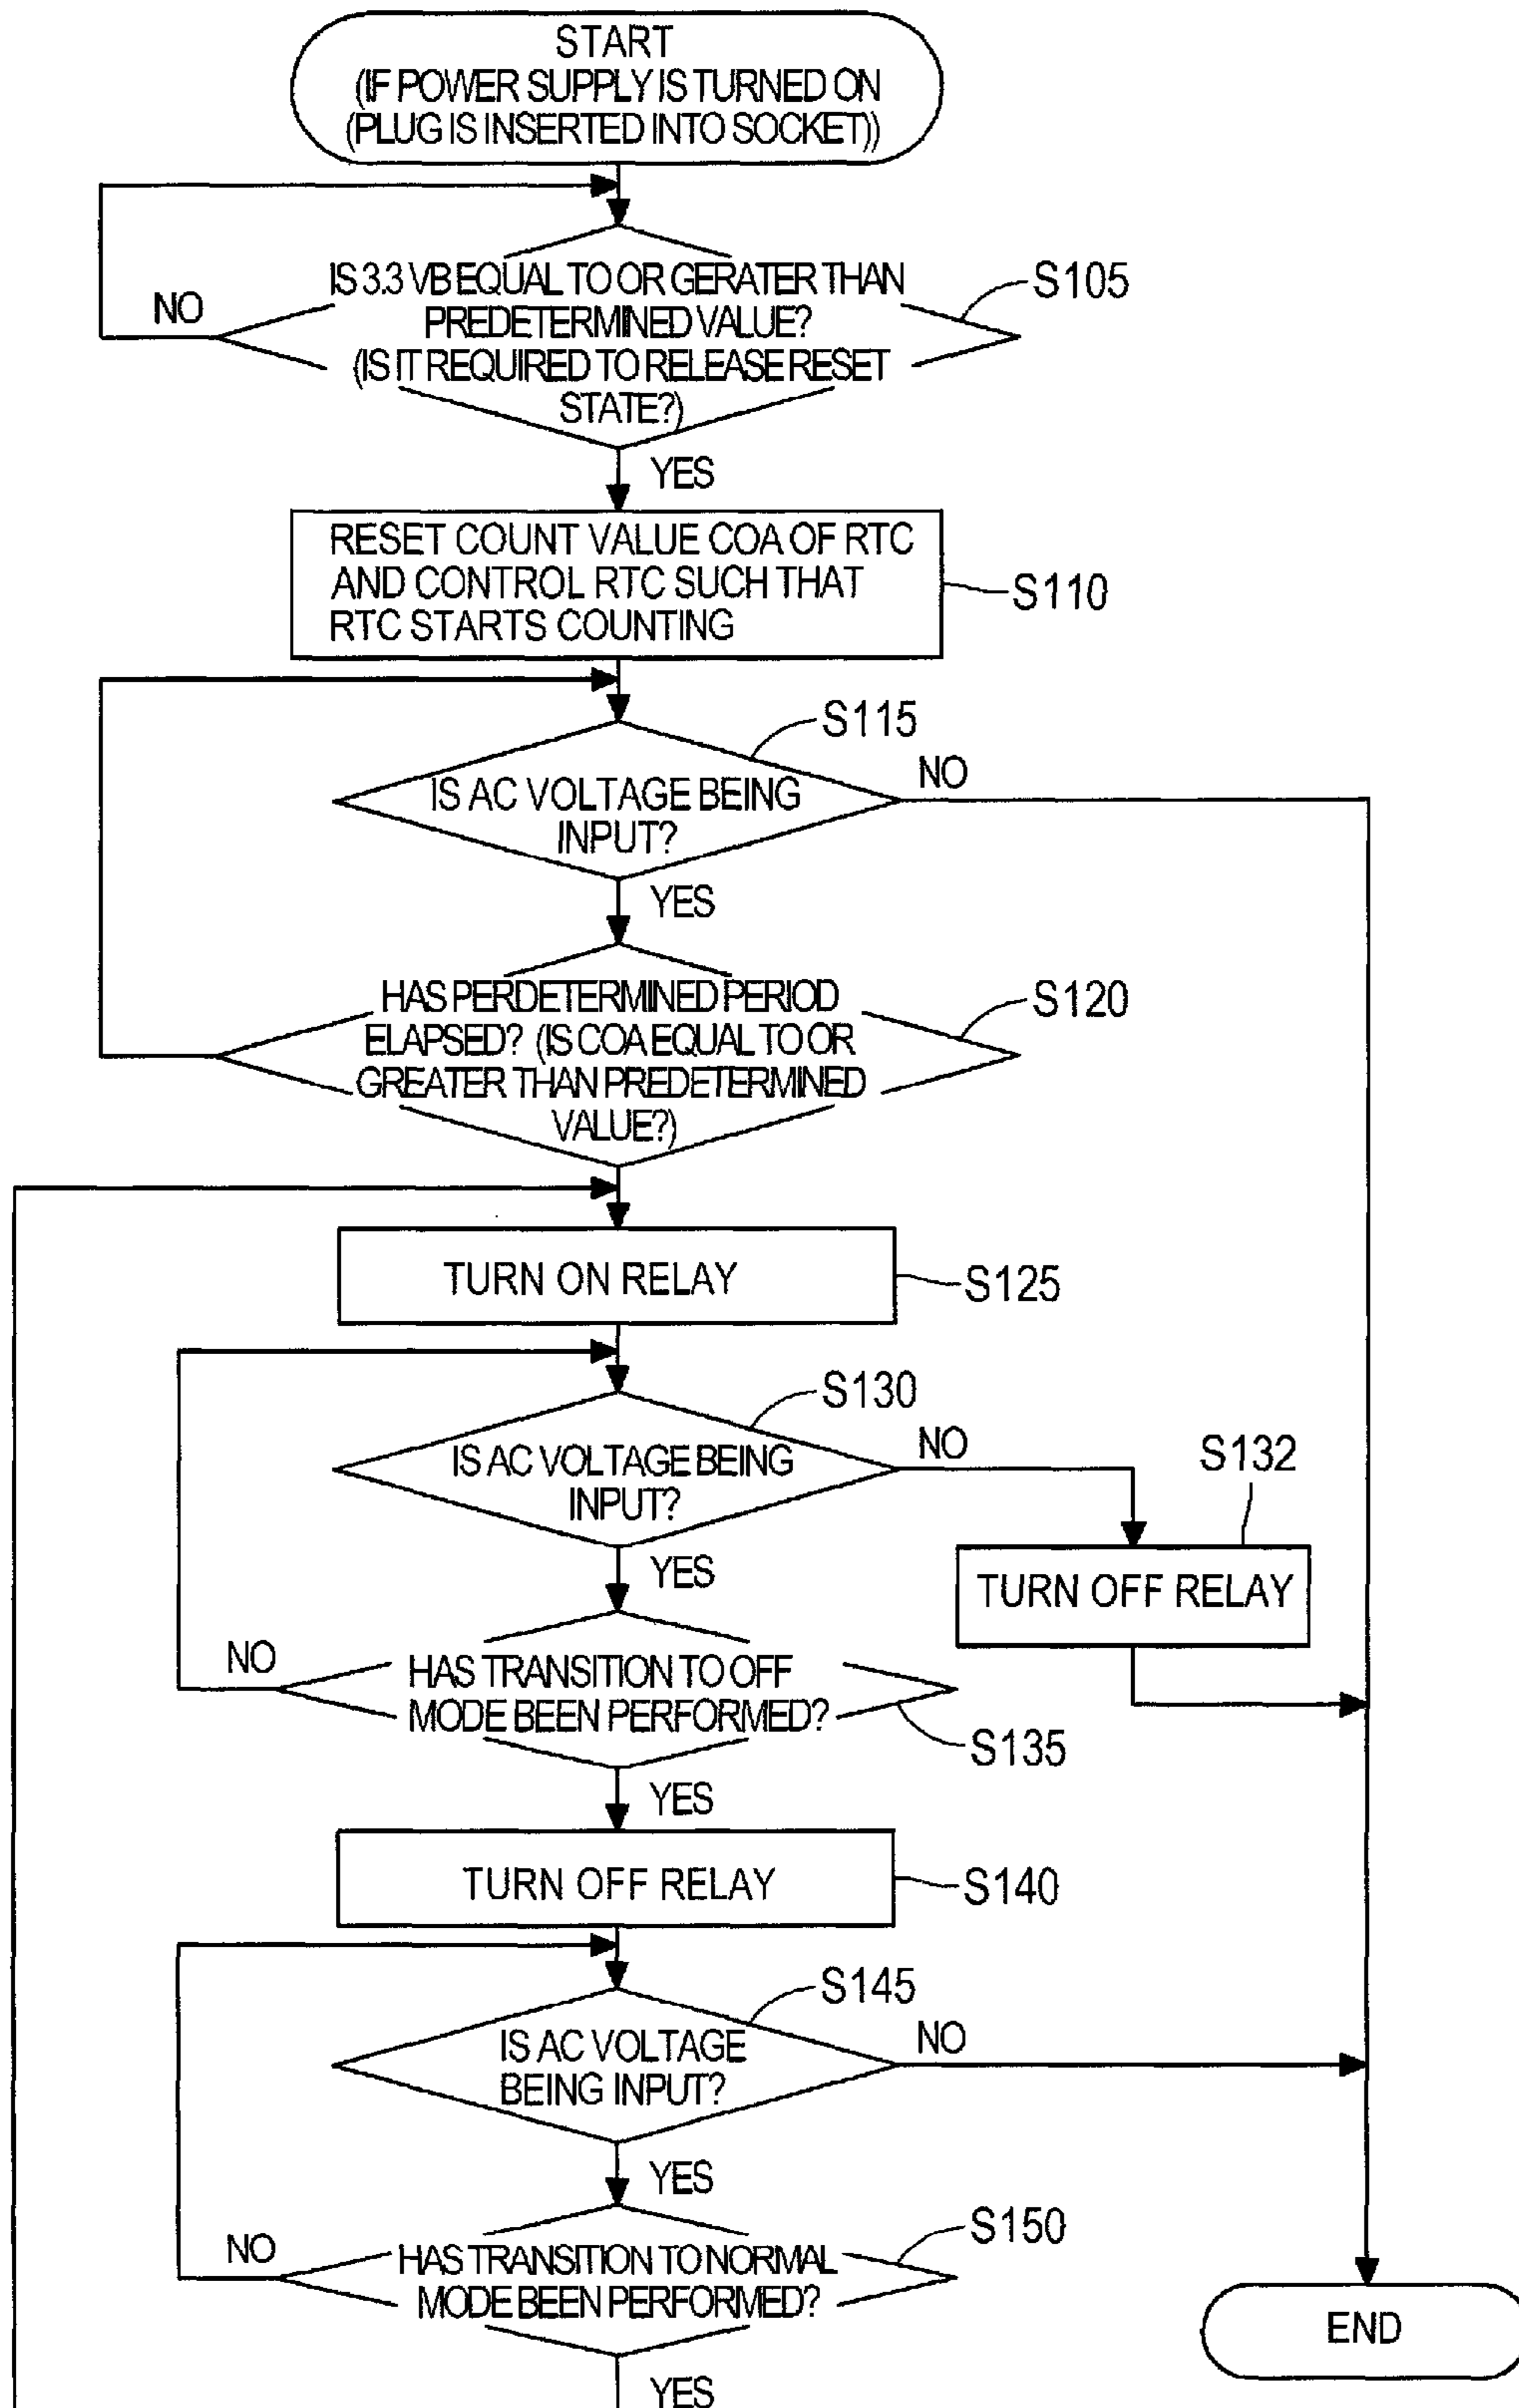 START
(IF POWER SUPPLY IS TURNED ON
(PLUG IS INSERTED INTO SOCKET))
IS 3.3 VB EQUAL TO OR GERATER THAN
PREDETERMINED VALUE?
(IS IT REQUIRED TO RELEASE RESET
STATE?)
S105
NO
YES
RESET COUNT VALUE COA OF RTC
AND CONTROL RTC SUCH THAT
RTC STARTS COUNTING
S110
S115
IS AC VOLTAGE BEING
INPUT?
NO
YES
HAS PERDETERMINED PERIOD
ELAPSED? (IS COA EQUAL TO OR
GREATER THAN PREDETERMINED
VALUE?)
S120
TURN ON RELAY
S125
S130
IS AC VOLTAGE BEING
INPUT?
NO
S132
TURN OFF RELAY
YES
HAS TRANSITION TO OFF
MODE BEEN PERFORMED?
NO
S135
YES
TURN OFF RELAY
S140
S145
IS AC VOLTAGE
BEING INPUT?
NO
YES
S150
HAS TRANSITION TO NORMAL
MODE BEEN PERFORMED?
NO
YES
END